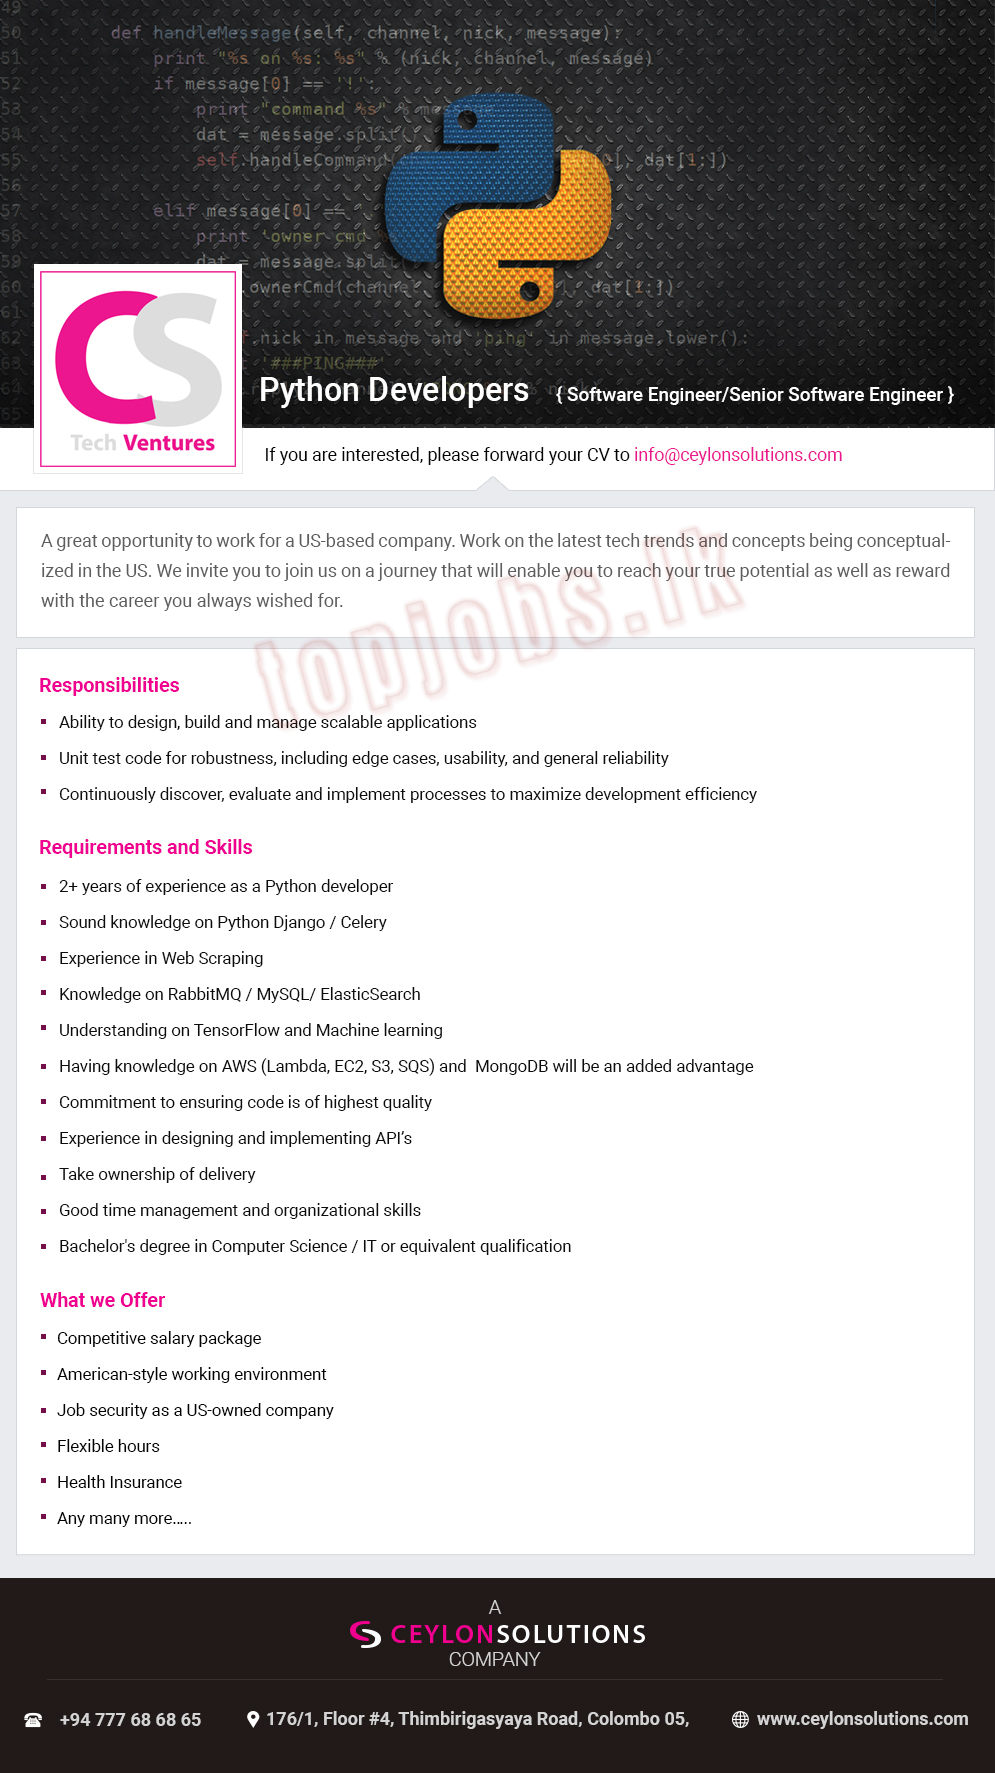 49
50 def handleMessage(self, channel, nick, message):
51 print "%s on %s: %s" % (nick, channel, message)
52 if message[0] == '!':
53 print "command %s" %
54 dat = message.split(
55 self.handleCommand dat[1:])
56
57 elif message[0] ==
58 print 'owner cmd
59 dat = message.split(
60 .ownerCmd(channel dat[1:])
61
62 .nick in message and 'ping' in message.lower():
63 '###PING###'
64
65
Python Developers { Software Engineer/Senior Software Engineer }
CS
Tech Ventures
If you are interested, please forward your CV to info@ceylonsolutions.com
A great opportunity to work for a US-based company. Work on the latest tech trends and concepts being conceptual-
ized in the US. We invite you to join us on a journey that will enable you to reach your true potential as well as reward
with the career you always wished for.
topjobs.lk
Responsibilities
Ability to design, build and manage scalable applications
Unit test code for robustness, including edge cases, usability, and general reliability
Continuously discover, evaluate and implement processes to maximize development efficiency
Requirements and Skills
2+ years of experience as a Python developer
Sound knowledge on Python Django / Celery
Experience in Web Scraping
Knowledge on RabbitMQ / MySQL/ ElasticSearch
Understanding on TensorFlow and Machine learning
Having knowledge on AWS (Lambda, EC2, S3, SQS) and  MongoDB will be an added advantage
Commitment to ensuring code is of highest quality
Experience in designing and implementing API’s
Take ownership of delivery
Good time management and organizational skills
Bachelor's degree in Computer Science / IT or equivalent qualification
What we Offer
Competitive salary package
American-style working environment
Job security as a US-owned company
Flexible hours
Health Insurance
Any many more.....
A
CEYLONSOLUTIONS
COMPANY
+94 777 68 68 65 176/1, Floor #4, Thimbirigasyaya Road, Colombo 05, www.ceylonsolutions.com